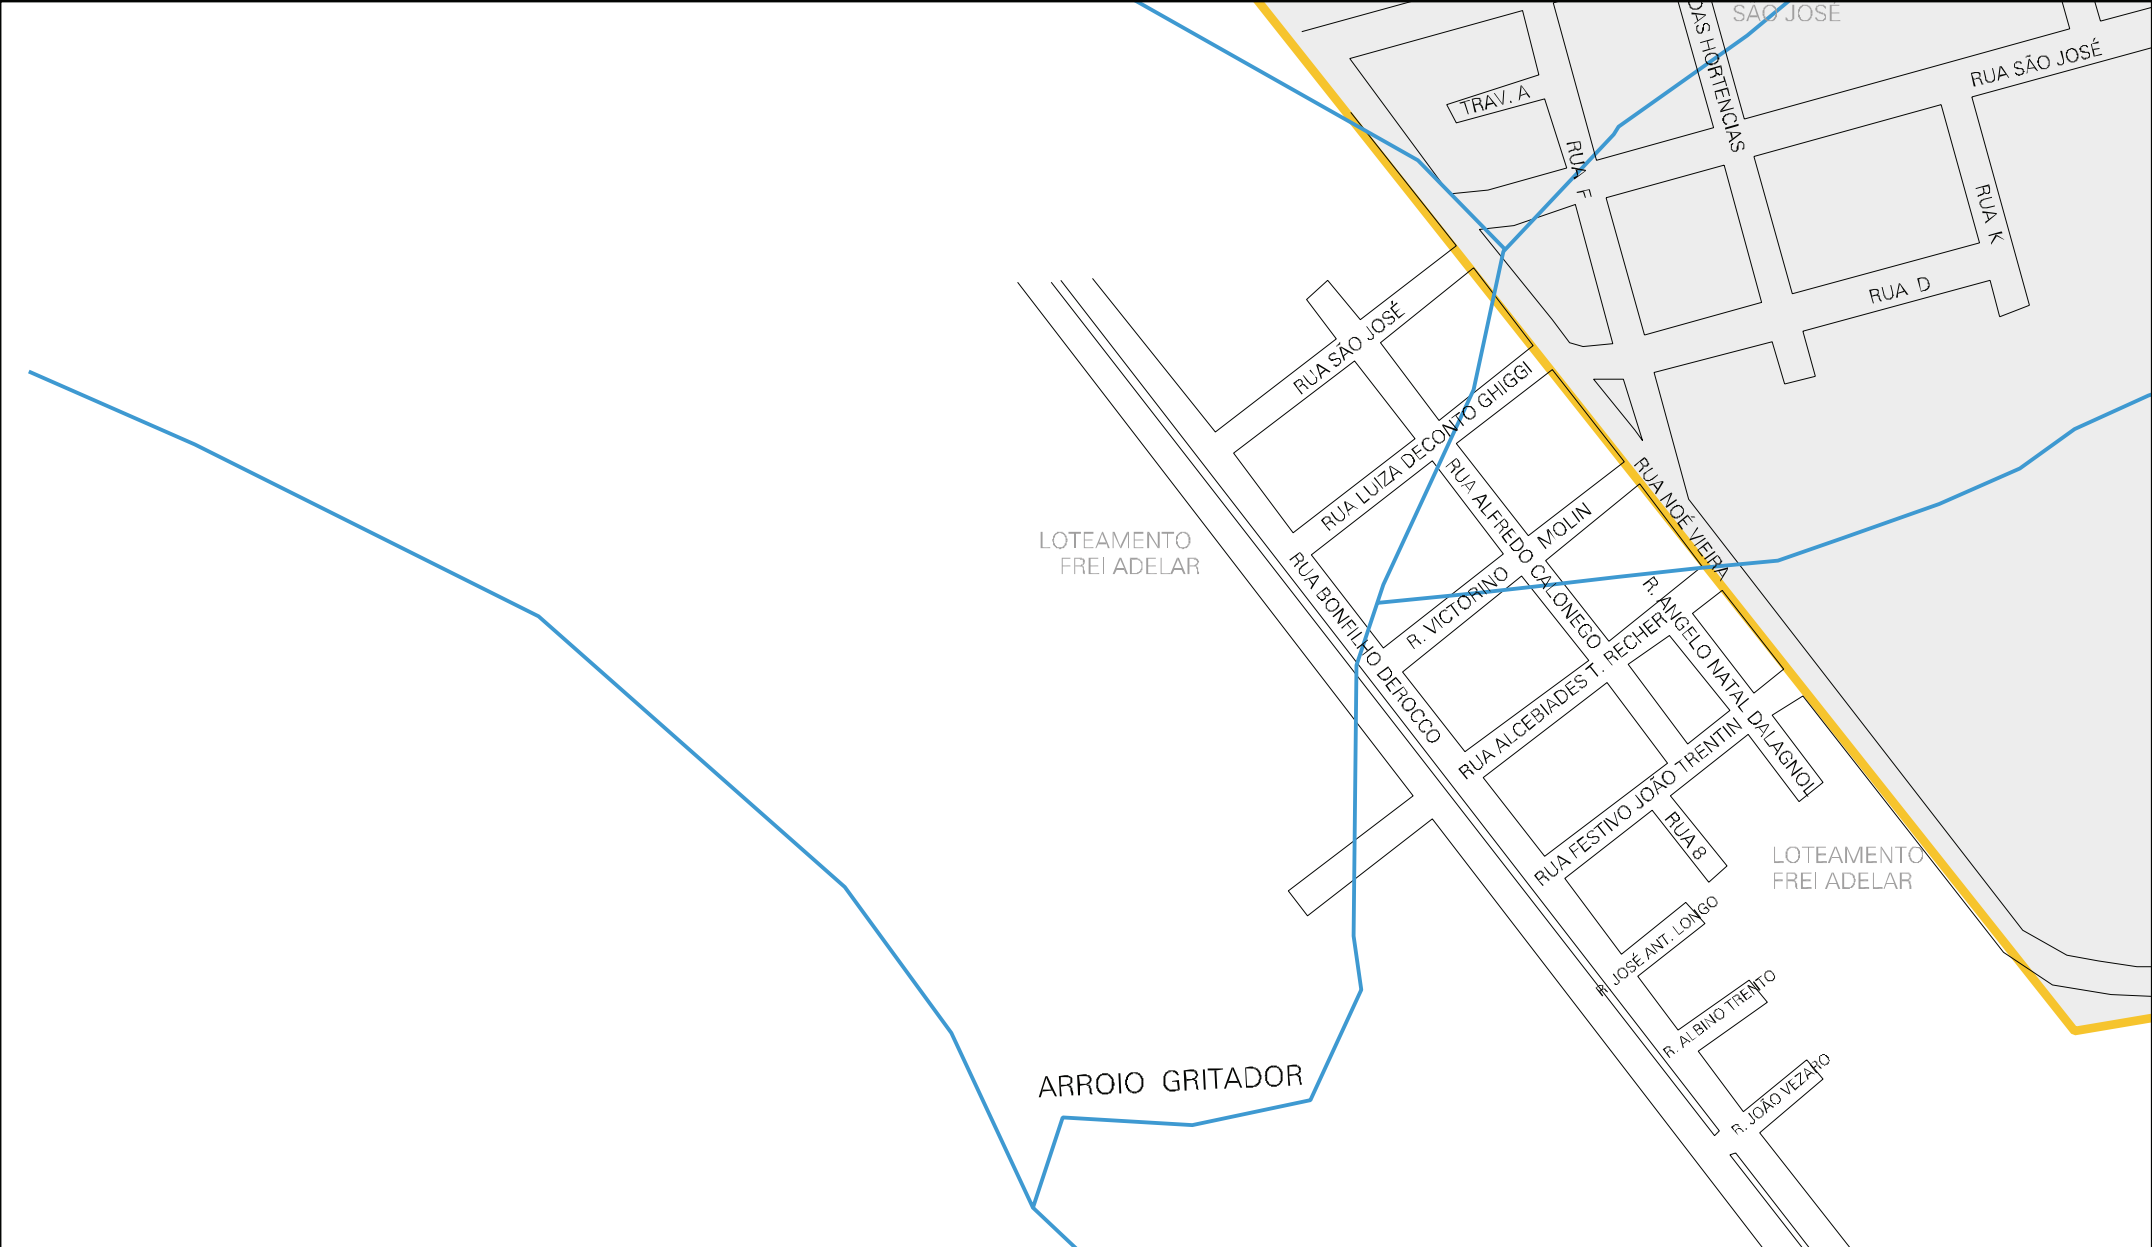 SÃO JOSÉ
DAS HORTENCIAS
RUA SÃO JOSÉ
TRAV. A
RUA F
RUA K
RUA D
RUA SÃO JOSÉ
RUA LUIZA DECONTO GHIGGI
RUA ALFREDO CALONEGO
RUA NOÉ VIEIRA
R. VICTORINO MOLIN
LOTEAMENTO
FREI ADELAR
RUA BONFILHO DEROCCO
R. ANGELO NATAL DALAGNOL
RUA ALCEBIADES T. RECHER
RUA FESTIVO JOÃO TRENTIN
RUA 8
LOTEAMENTO
FREI ADELAR
R. JOSÉ ANT. LONGO
R. ALBINO TRENTO
R. JOÃO VEZARO
ARROIO GRITADOR